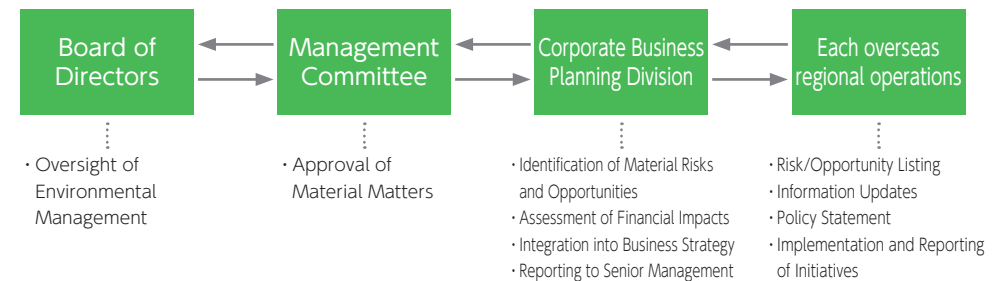 Board of
Directors
Management
Committee
Corporate Business
Planning Division
Each overseas
regional operations
・Oversight of
Environmental
Management
・Approval of
Material Matters
・Identification of Material Risks
and Opportunities
・Assessment of Financial Impacts
・Integration into Business Strategy
・Reporting to Senior Management
・Risk/Opportunity Listing
・Information Updates
・Policy Statement
・Implementation and Reporting
of Initiatives